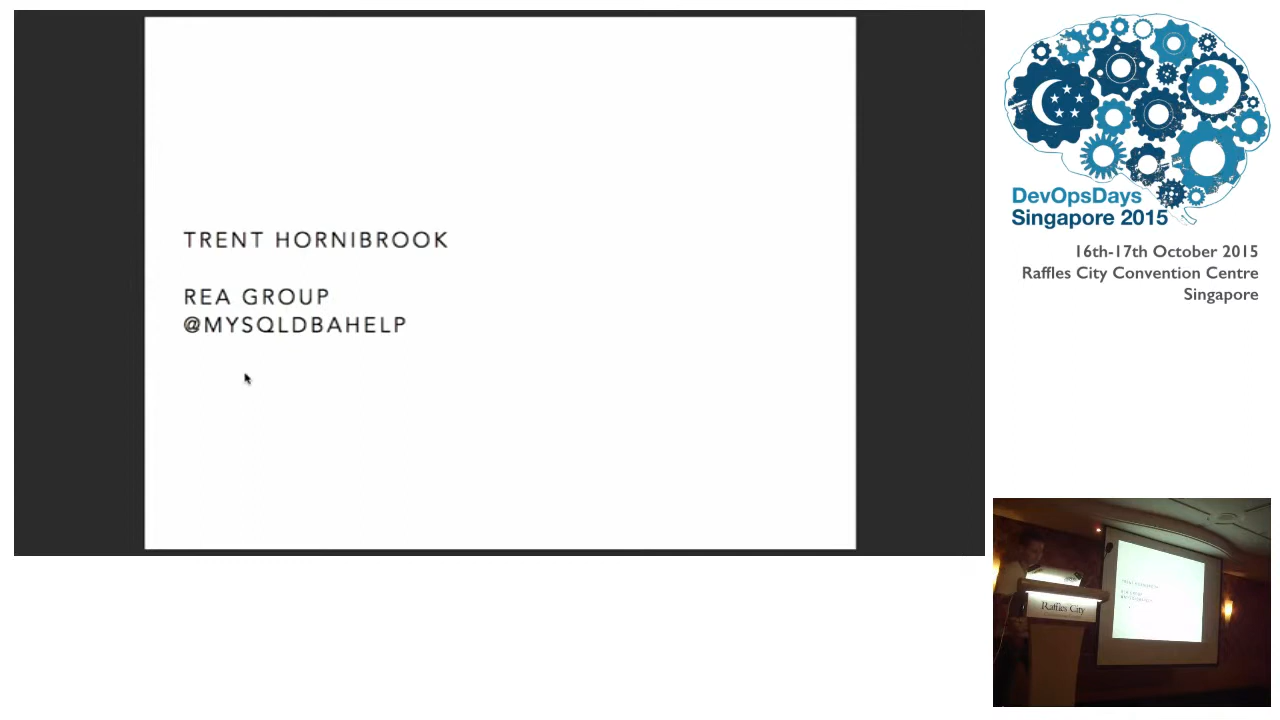 TRENT HORNIBROOK
REA GROUP
@MYSQLDBAHELP
DevOpsDays
Singapore 2015
16th-17th October 2015
Raffles City Convention Centre
Singapore
Raffles City